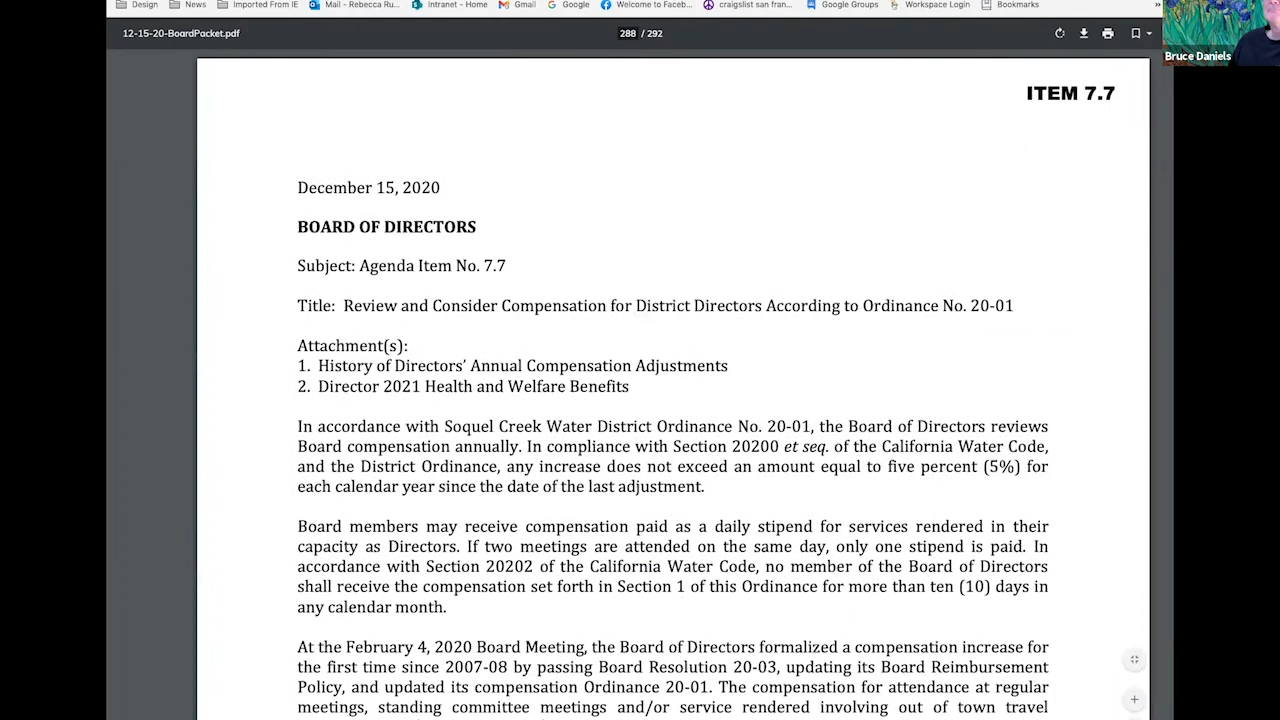 Design News Imported From IE Mail - Rebecca Ru... Intranet - Home Gmail Google Welcome to Faceb... craigslist san fran... Google Groups Workspace Login Bookmarks »
12-15-20-BoardPacket.pdf 288 / 292
Bruce Daniels
ITEM 7.7
December 15, 2020
BOARD OF DIRECTORS
Subject: Agenda Item No. 7.7
Title: Review and Consider Compensation for District Directors According to Ordinance No. 20-01
Attachment(s):
1. History of Directors’ Annual Compensation Adjustments
2. Director 2021 Health and Welfare Benefits
In accordance with Soquel Creek Water District Ordinance No. 20-01, the Board of Directors reviews
Board compensation annually. In compliance with Section 20200 et seq. of the California Water Code,
and the District Ordinance, any increase does not exceed an amount equal to five percent (5%) for
each calendar year since the date of the last adjustment.
Board members may receive compensation paid as a daily stipend for services rendered in their
capacity as Directors. If two meetings are attended on the same day, only one stipend is paid. In
accordance with Section 20202 of the California Water Code, no member of the Board of Directors
shall receive the compensation set forth in Section 1 of this Ordinance for more than ten (10) days in
any calendar month.
At the February 4, 2020 Board Meeting, the Board of Directors formalized a compensation increase for
the first time since 2007-08 by passing Board Resolution 20-03, updating its Board Reimbursement
Policy, and updated its compensation Ordinance 20-01. The compensation for attendance at regular
meetings, standing committee meetings and/or service rendered involving out of town travel